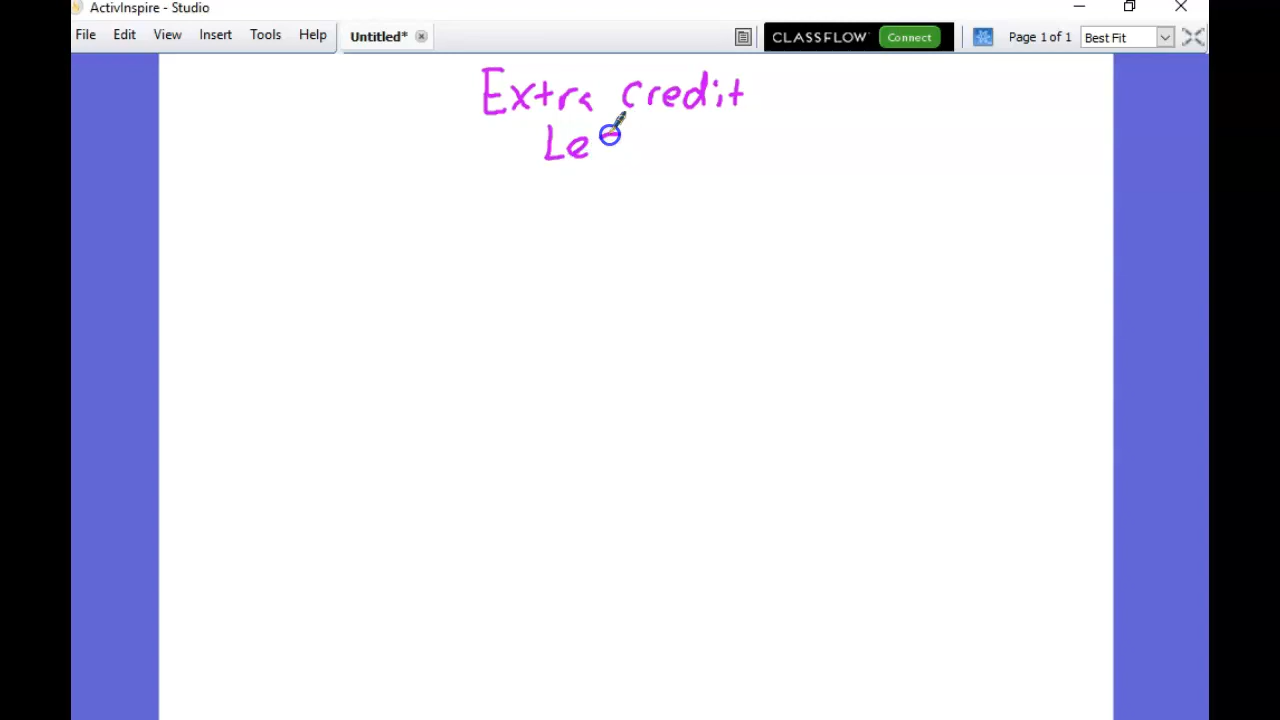 ActivInspire - Studio
File Edit View Insert Tools Help Untitled* CLASSFLOW Connect Page 1 of 1 Best Fit
Extra credit
Le